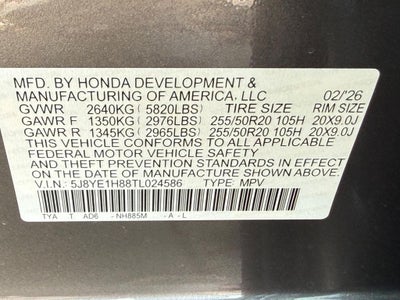 MFD. BY HONDA DEVELOPMENT &
MANUFACTURING OF AMERICA, LLC 02/'26
GVWR 2640KG (5820LBS) TIRE SIZE RIM SIZE
GAWR F 1350KG (2976LBS) 255/50R20 105H 20X9.0J
GAWR R 1345KG (2965LBS) 255/50R20 105H 20X9.0J
THIS VEHICLE CONFORMS TO ALL APPLICABLE
FEDERAL MOTOR VEHICLE SAFETY, BUMPER,
AND THEFT PREVENTION STANDARDS IN EFFECT
ON THE DATE OF MANUFACTURE SHOWN ABOVE.
V.I.N.: 5J8YE1H88TL024586 TYPE: MPV
TYA T AD6 - NH885M - A - L